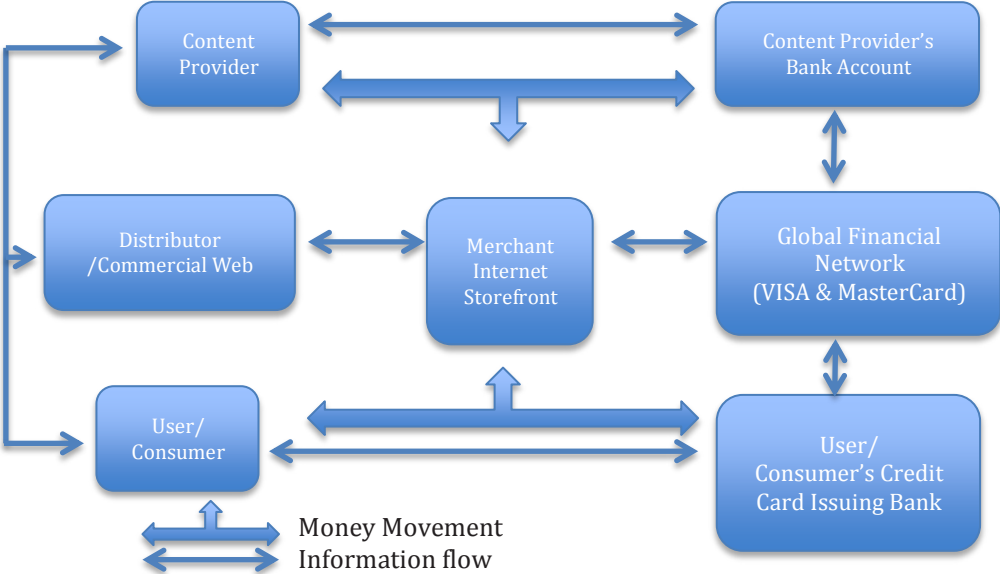 Content
Provider
Content Provider’s
Bank Account
Distributor
/Commercial Web
Merchant
Internet
Storefront
Global Financial
Network
(VISA & MasterCard)
User/
Consumer
User/
Consumer’s Credit
Card Issuing Bank
Money Movement
Information flow